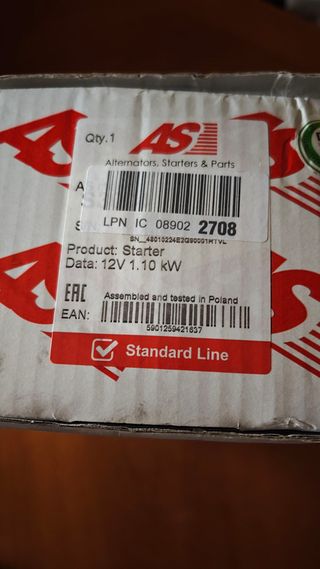 Qty.1
AS
Alternators, Starters & Parts
LPN IC 08902 2708
Product: Starter
Data: 12V 1.10 kW
EAC
Assembled and tested in Poland
EAN:
5901259421637
Standard Line